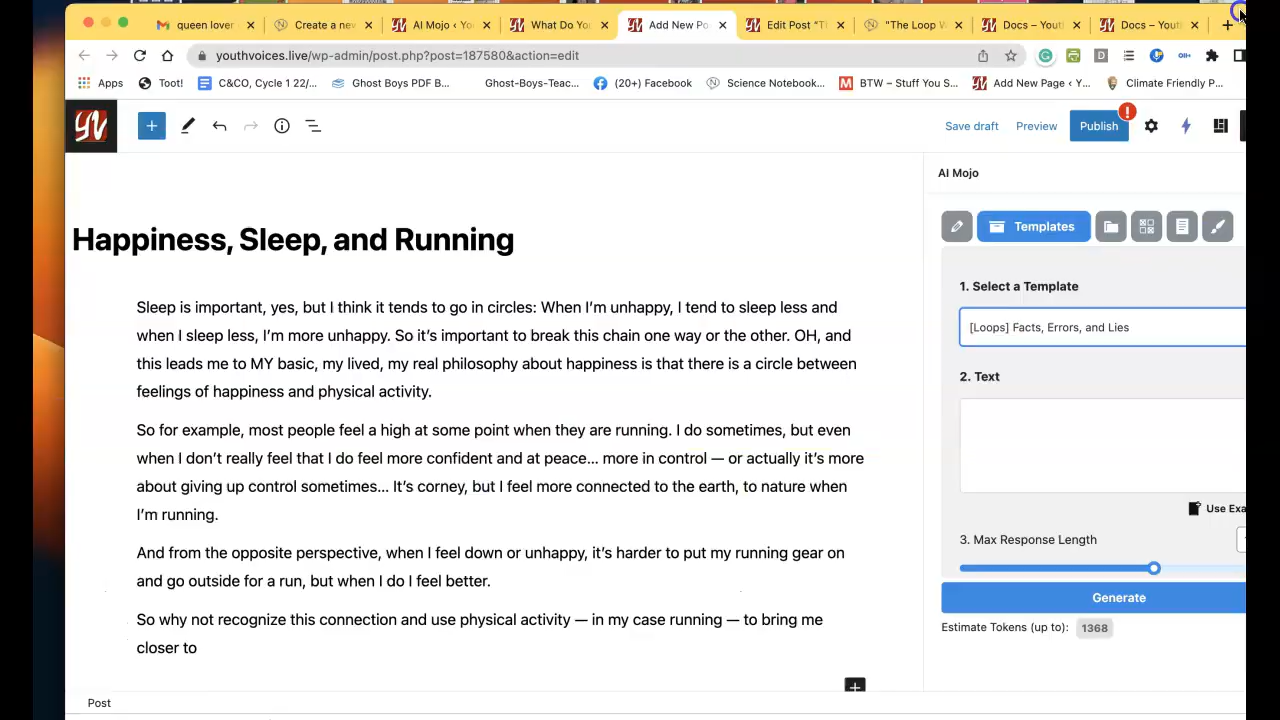 queen lover
Create a nev
AI Mojo ‹ Yo
What Do You
Add New Po
Edit Post "Th
"The Loop W
Docs – Youtl
Docs – Youtl
youthvoices.live/wp-admin/post.php?post=187580&action=edit
Apps
Toot!
C&CO, Cycle 1 22/...
Ghost Boys PDF B...
Ghost-Boys-Teac...
(20+) Facebook
Science Notebook...
BTW – Stuff You S...
Add New Page ‹ Y...
Climate Friendly P...
Save draft
Preview
Publish
AI Mojo
Happiness, Sleep, and Running
Templates
1. Select a Template
[Loops] Facts, Errors, and Lies
2. Text
Use Exa
3. Max Response Length
Generate
Estimate Tokens (up to): 1368
Sleep is important, yes, but I think it tends to go in circles: When I'm unhappy, I tend to sleep less and
when I sleep less, I'm more unhappy. So it's important to break this chain one way or the other. OH, and
this leads me to MY basic, my lived, my real philosophy about happiness is that there is a circle between
feelings of happiness and physical activity.
So for example, most people feel a high at some point when they are running. I do sometimes, but even
when I don't really feel that I do feel more confident and at peace... more in control — or actually it's more
about giving up control sometimes... It's corney, but I feel more connected to the earth, to nature when
I'm running.
And from the opposite perspective, when I feel down or unhappy, it's harder to put my running gear on
and go outside for a run, but when I do I feel better.
So why not recognize this connection and use physical activity — in my case running — to bring me
closer to
Post